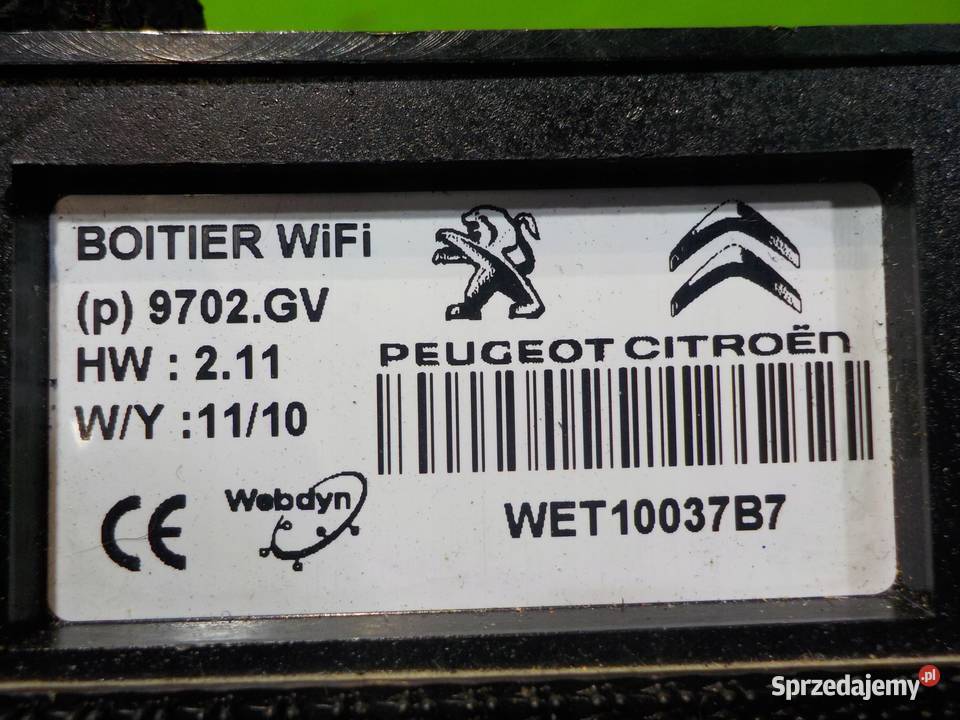 BOITIER WiFi
(p) 9702.GV
HW : 2.11
W/Y :11/10
PEUGEOT CITROËN
Webdyn
CE
WET10037B7
Sprzedajemy.pl